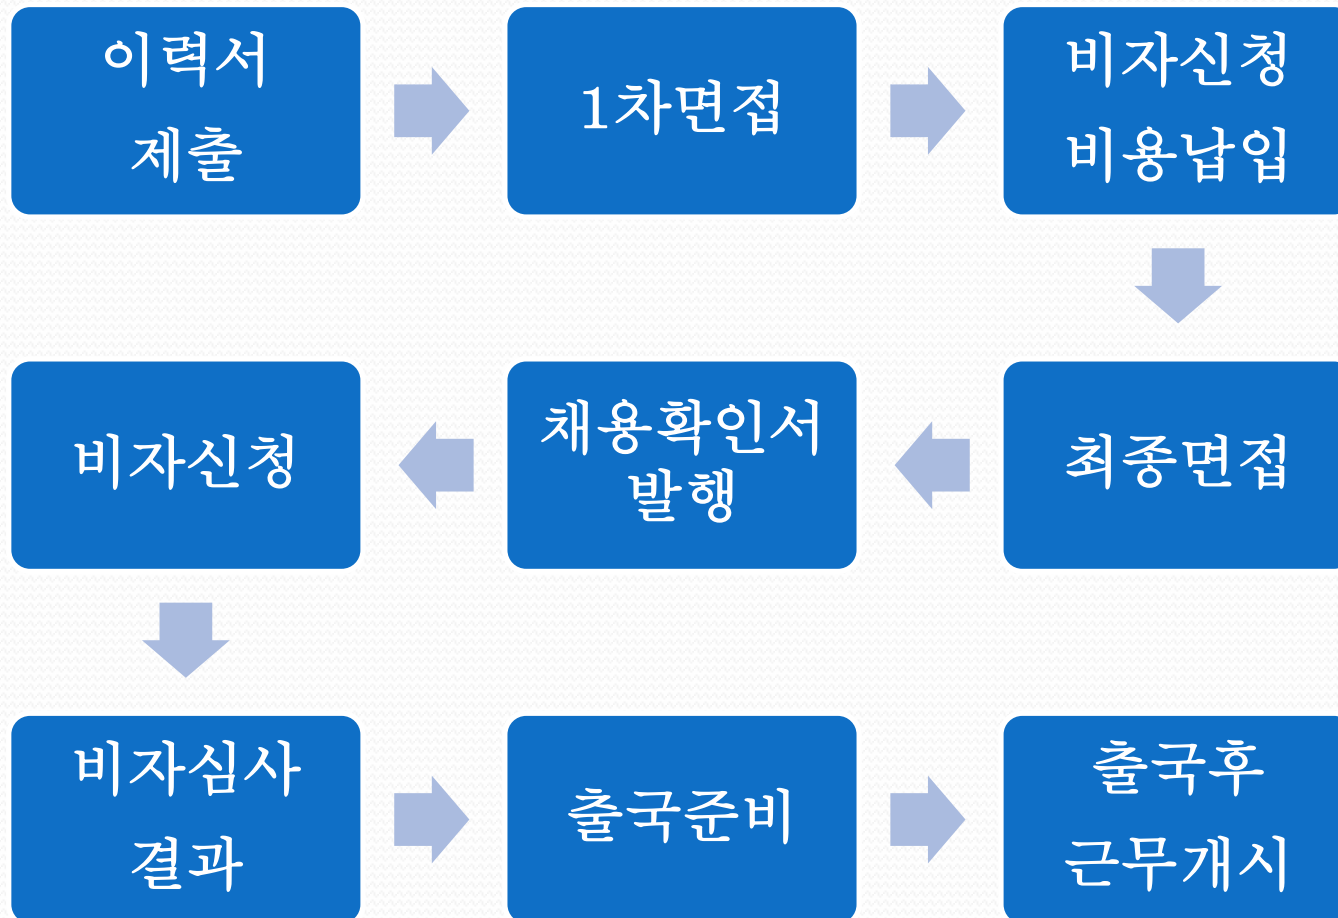 이력서
제출
1차면접
비자신청
비용납입
최종면접
채용확인서
발행
비자신청
비자심사
결과
출국준비
출국후
근무개시